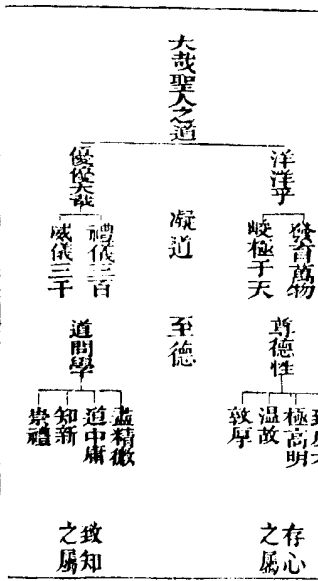 大哉聖人之道
洋洋乎
發育萬物
峻極于天
優優大哉
禮儀三百
威儀三千
凝道
至德
尊德性
極高明
温故
敦厚
道問學
盡精微
道中庸
知新
崇禮
存心
之屬
致知
之屬